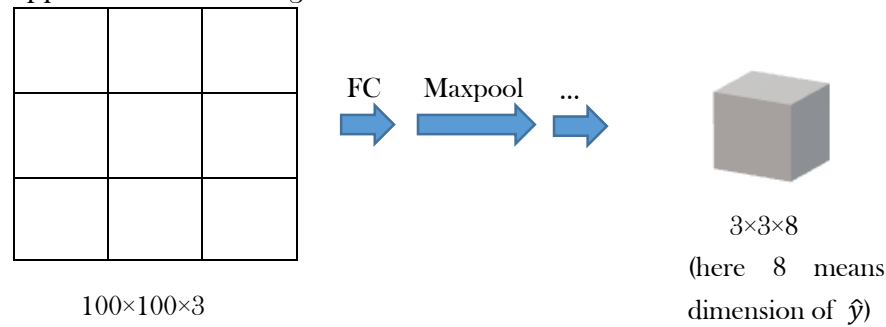 FC Maxpool ...
3×3×8
(here 8 means
dimension of ŷ)
100×100×3